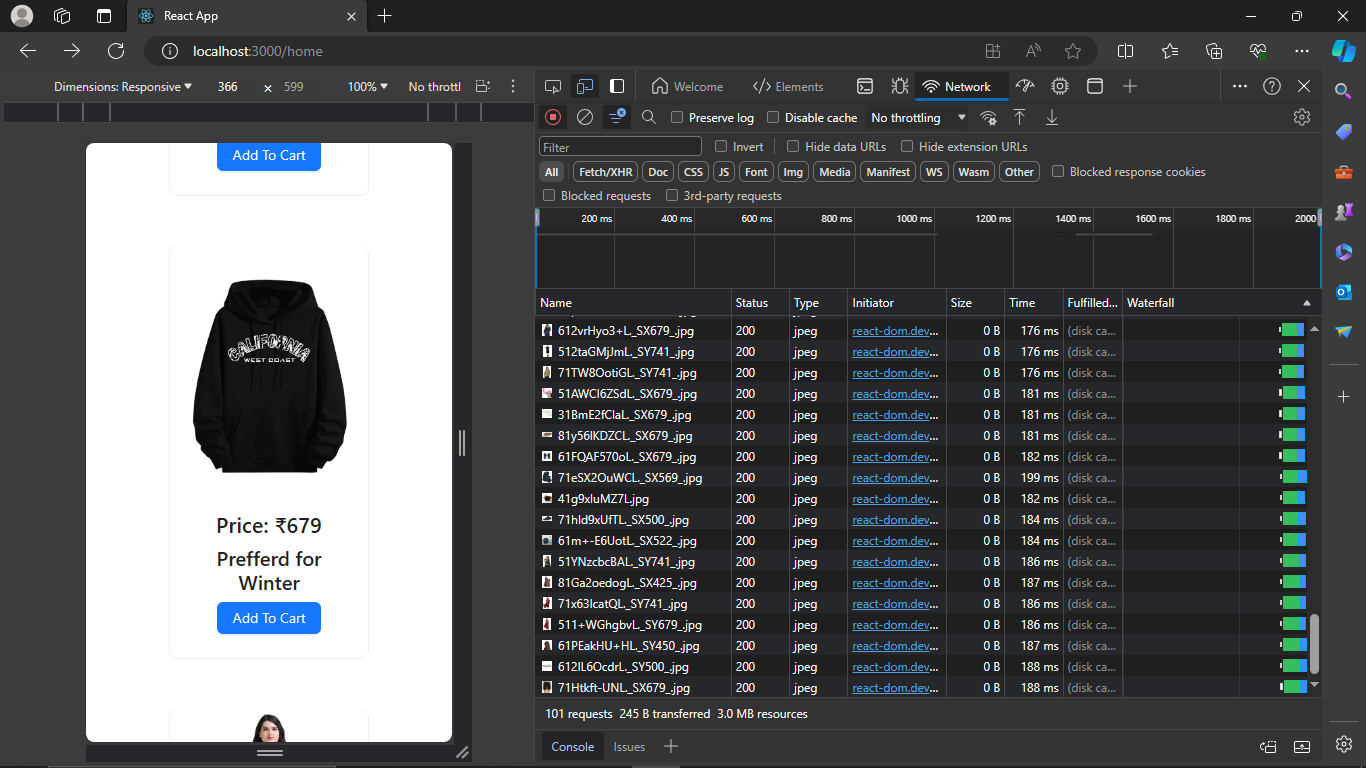 React App
localhost:3000/home
Dimensions: Responsive 366 × 599 100% No throttl
Welcome Elements Network
Preserve log Disable cache No throttling
Filter Invert Hide data URLs Hide extension URLs
All Fetch/XHR Doc CSS JS Font Img Media Manifest WS Wasm Other Blocked response cookies
Blocked requests 3rd-party requests
200 ms 400 ms 600 ms 800 ms 1000 ms 1200 ms 1400 ms 1600 ms 1800 ms 2000
Name Status Type Initiator Size Time Fulfilled... Waterfall
612vrHyo3+L._SX679_.jpg 200 jpeg react-dom.dev... 0 B 176 ms (disk ca...
512taGMjJmL._SY741_.jpg 200 jpeg react-dom.dev... 0 B 176 ms (disk ca...
71TW8OotiGL._SY741_.jpg 200 jpeg react-dom.dev... 0 B 176 ms (disk ca...
51AWCI6ZSdL._SX679_.jpg 200 jpeg react-dom.dev... 0 B 181 ms (disk ca...
31BmE2fClaL._SX679_.jpg 200 jpeg react-dom.dev... 0 B 181 ms (disk ca...
81y56IKDZCL._SX679_.jpg 200 jpeg react-dom.dev... 0 B 181 ms (disk ca...
61FQAF570oL._SX679_.jpg 200 jpeg react-dom.dev... 0 B 182 ms (disk ca...
71eSX2OuWCL._SX569_.jpg 200 jpeg react-dom.dev... 0 B 199 ms (disk ca...
41g9xluMZ7L.jpg 200 jpeg react-dom.dev... 0 B 182 ms (disk ca...
71hld9xUfTL._SX500_.jpg 200 jpeg react-dom.dev... 0 B 184 ms (disk ca...
61m+-E6UotL._SX522_.jpg 200 jpeg react-dom.dev... 0 B 184 ms (disk ca...
51YNzcbcBAL._SY741_.jpg 200 jpeg react-dom.dev... 0 B 186 ms (disk ca...
81Ga2oedogL._SX425_.jpg 200 jpeg react-dom.dev... 0 B 187 ms (disk ca...
71x63IcatQL._SY741_.jpg 200 jpeg react-dom.dev... 0 B 186 ms (disk ca...
511+WGhgbvL._SY679_.jpg 200 jpeg react-dom.dev... 0 B 186 ms (disk ca...
61PEakHU+HL._SY450_.jpg 200 jpeg react-dom.dev... 0 B 187 ms (disk ca...
612IL6OcdrL._SY500_.jpg 200 jpeg react-dom.dev... 0 B 188 ms (disk ca...
71Htkft-UNL._SX679_.jpg 200 jpeg react-dom.dev... 0 B 188 ms (disk ca...
101 requests 245 B transferred 3.0 MB resources
Console Issues
Add To Cart
CALIFORNIA
WEST COAST
Price: ₹679
Prefferd for
Winter
Add To Cart